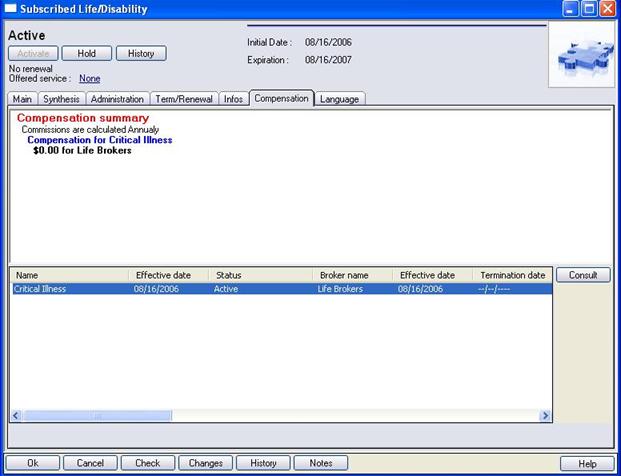 Subscribed Life/Disability
Active
Activate Hold History
No renewal
Offered service : None
Initial Date : 08/16/2006
Expiration : 08/16/2007
Main Synthesis Administration Term/Renewal Infos Compensation Language
Compensation summary
Commissions are calculated Annualy
Compensation for Critical Illness
$0.00 for Life Brokers
Name Effective date Status Broker name Effective date Termination date
Critical Illness 08/16/2006 Active Life Brokers 08/16/2006 --/--/----
Consult
Ok Cancel Check Changes History Notes Help